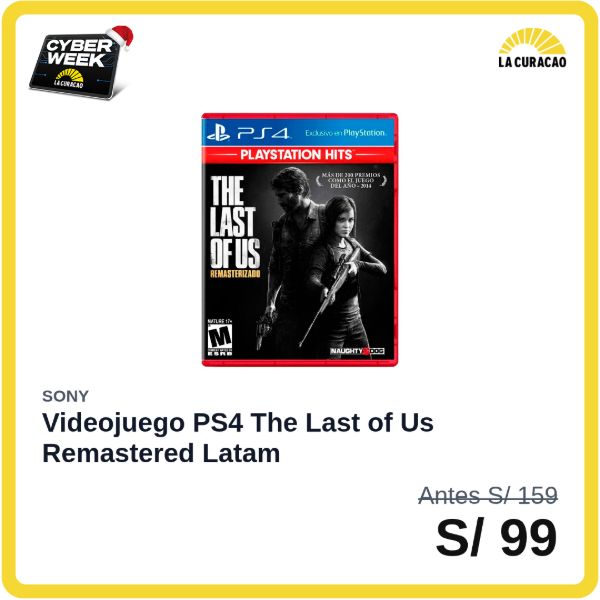 CYBER
WEEK
LA CURACAO
LA CURACAO
PS4
Exclusivo en PlayStation.
PLAYSTATION HITS
MÁS DE 200 PREMIOS
COMO EL JUEGO
DEL AÑO - 2014
THE
LAST
OF US
REMASTERIZADO
MATURE 17+
M
ESRB
NAUGHTY DOG
SONY
Videojuego PS4 The Last of Us
Remastered Latam
Antes S/ 159
S/ 99